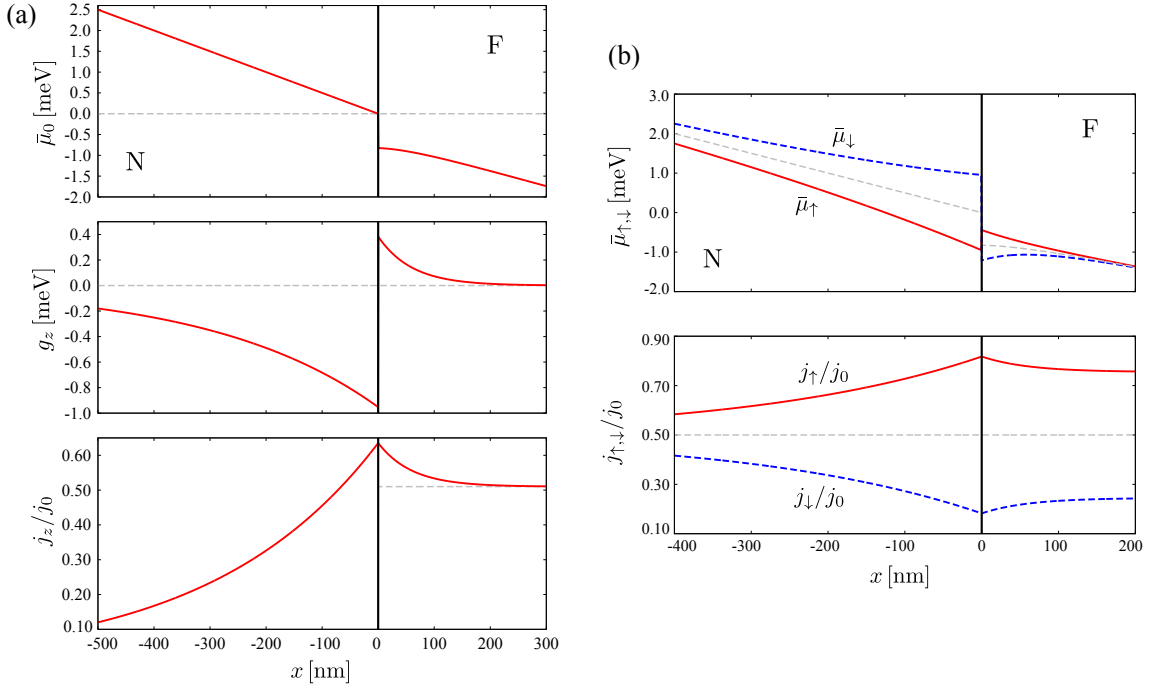 (a)
2.5
2.0
1.5
1.0
0.5
0.0
-0.5
-1.0
-1.5
-2.0
μ̄₀ [meV]
N
F
0.4
0.2
0.0
-0.2
-0.4
-0.6
-0.8
-1.0
g_z [meV]
0.60
0.50
0.40
0.30
0.20
0.10
j_z/j₀
-500 -400 -300 -200 -100 0 100 200 300
x [nm]
(b)
3.0
2.0
1.0
0.0
-1.0
-2.0
μ̄↑,↓ [meV]
μ̄↓
μ̄↑
N
F
0.90
0.70
0.50
0.30
0.10
j↑,↓/j₀
j↑/j₀
j↓/j₀
-400 -300 -200 -100 0 100 200
x [nm]